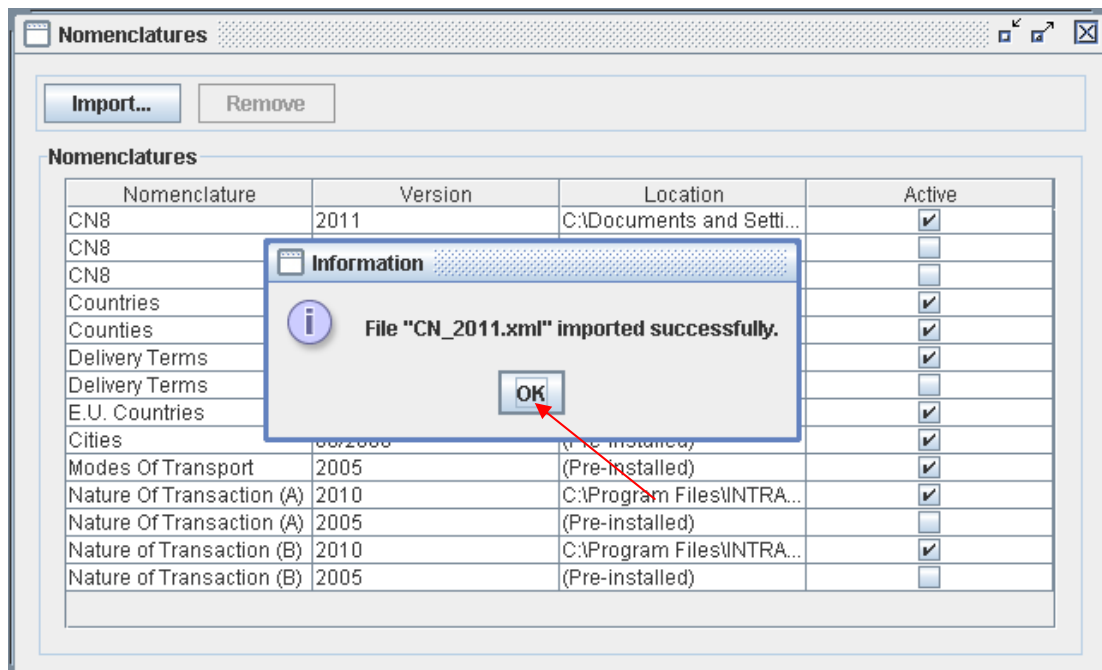 Nomenclatures
Import... Remove
Nomenclatures
Nomenclature Version Location Active
CN8 2011 C:\Documents and Setti...
CN8
Information
CN8
Countries
File "CN_2011.xml" imported successfully.
Counties
Delivery Terms
Delivery Terms
OK
E.U. Countries
Cities
Modes Of Transport 2005 (Pre-installed)
Nature Of Transaction (A) 2010 C:\Program Files\INTRA...
Nature Of Transaction (A) 2005 (Pre-installed)
Nature of Transaction (B) 2010 C:\Program Files\INTRA...
Nature of Transaction (B) 2005 (Pre-installed)